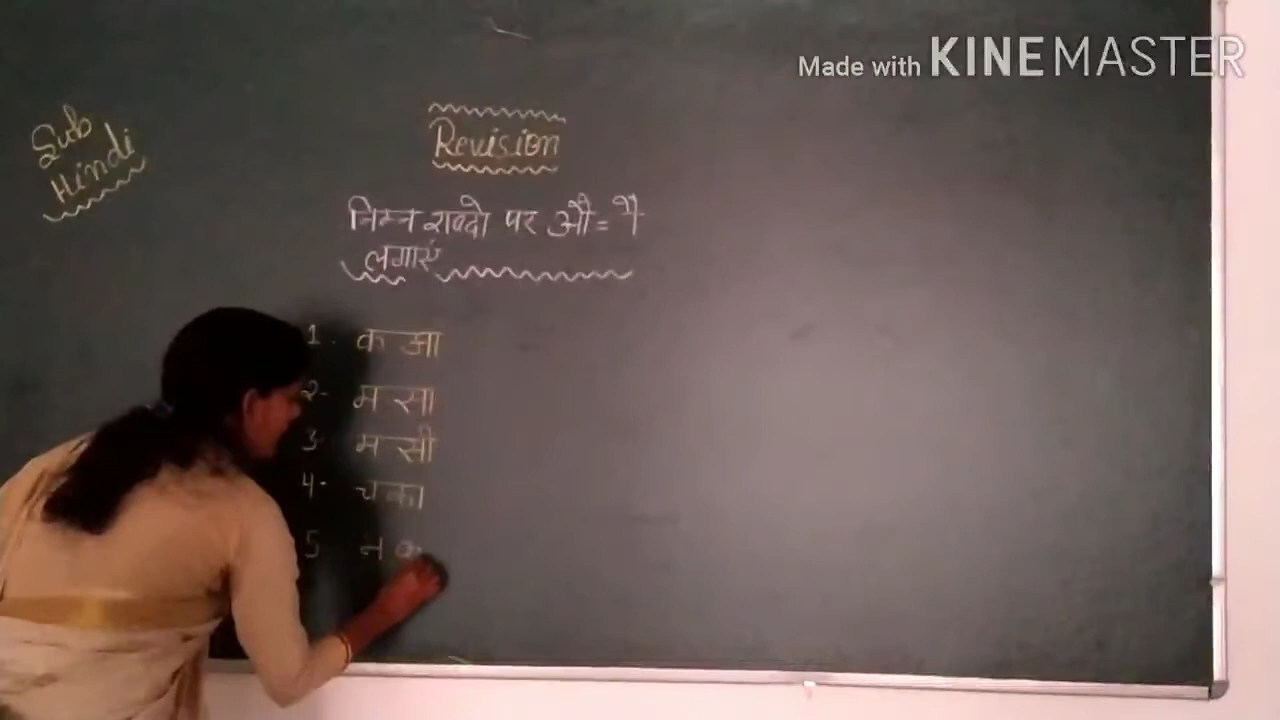 Made with KINEMASTER
Sub
Hindi
Revision
निम्न शब्दो पर औ = ौ
लगाएं
1. क आ
2- म सा
3- म सी
4- च का
5 न क